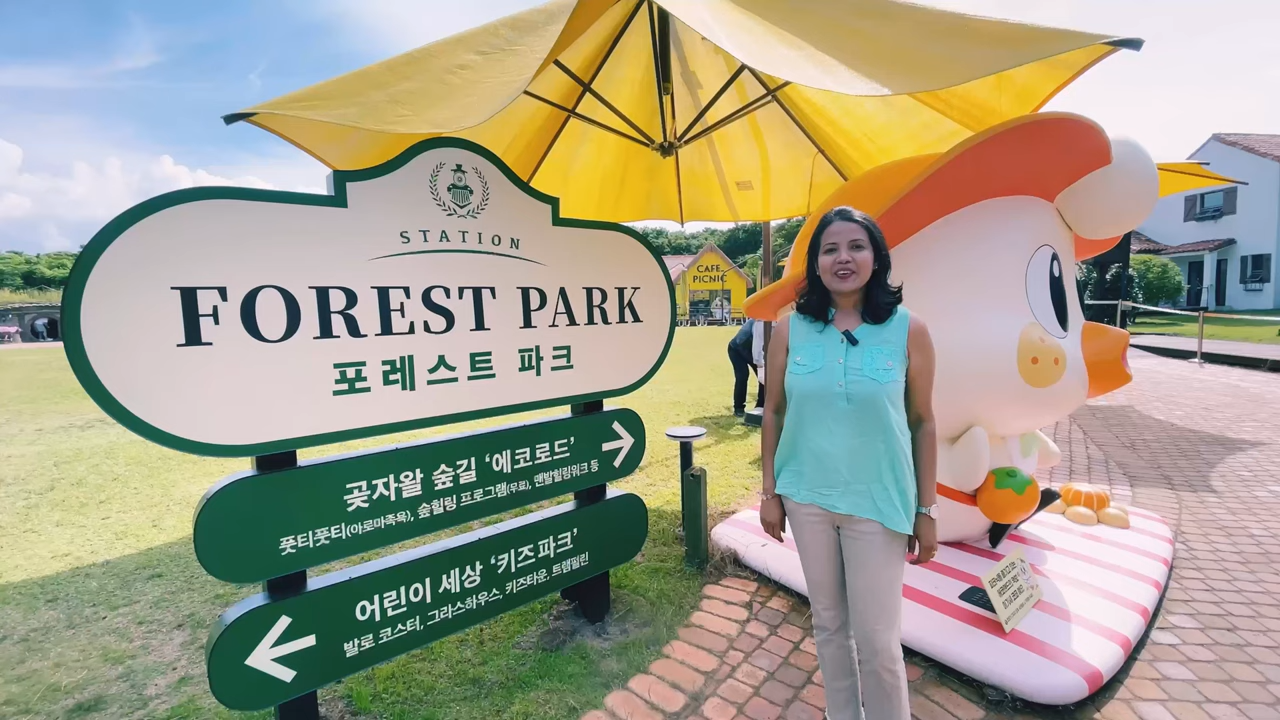 STATION
FOREST PARK
포레스트 파크
곶자왈 숲길 '에코로드'
풋티풋티(아로마족욕), 숲힐링 프로그램(무료), 맨발힐링워크 등
어린이 세상 '키즈파크'
발로 코스터, 그라스하우스, 키즈타운, 트램펄린
CAFE
PICNIC